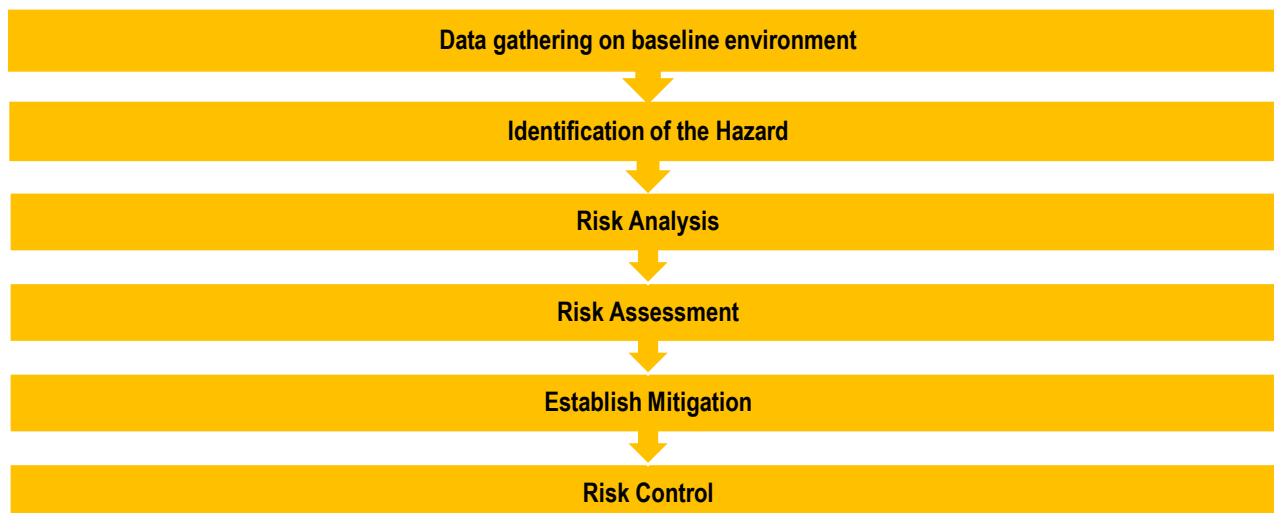 Data gathering on baseline environment
Identification of the Hazard
Risk Analysis
Risk Assessment
Establish Mitigation
Risk Control